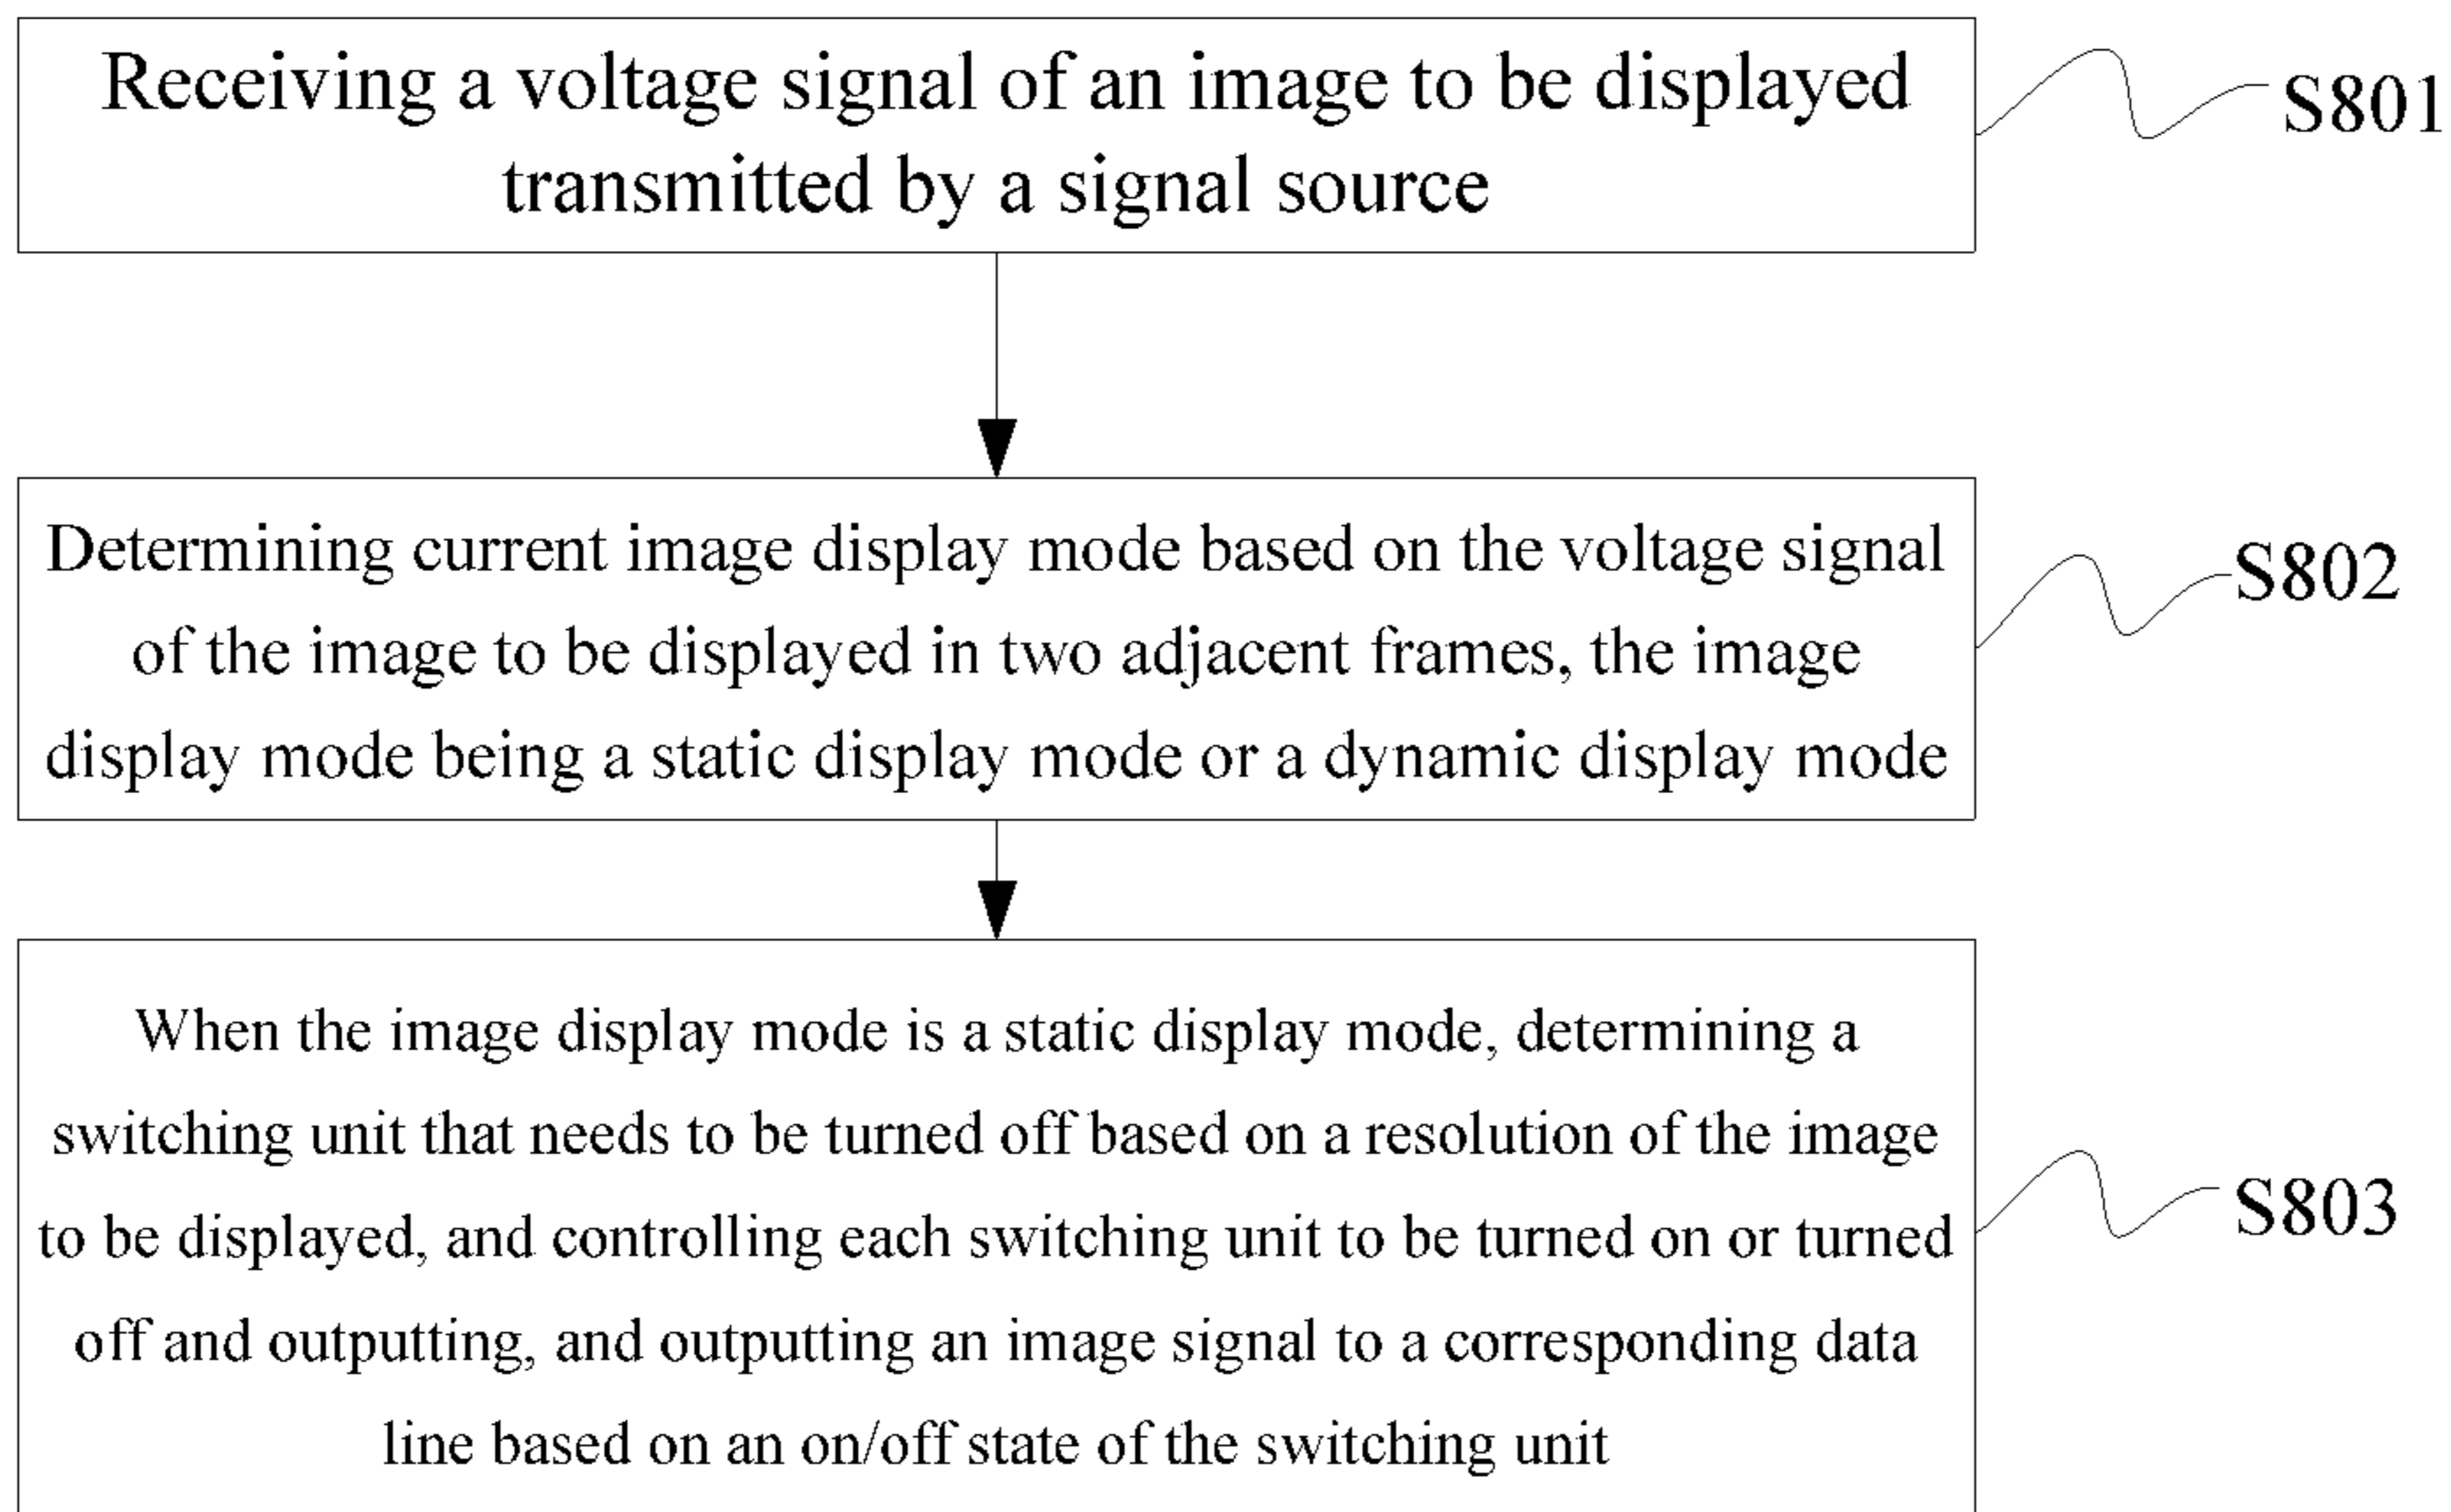 Receiving a voltage signal of an image to be displayed
transmitted by a signal source
S801
Determining current image display mode based on the voltage signal
of the image to be displayed in two adjacent frames, the image
display mode being a static display mode or a dynamic display mode
S802
When the image display mode is a static display mode, determining a
switching unit that needs to be turned off based on a resolution of the image
to be displayed, and controlling each switching unit to be turned on or turned
off and outputting, and outputting an image signal to a corresponding data
line based on an on/off state of the switching unit
S803